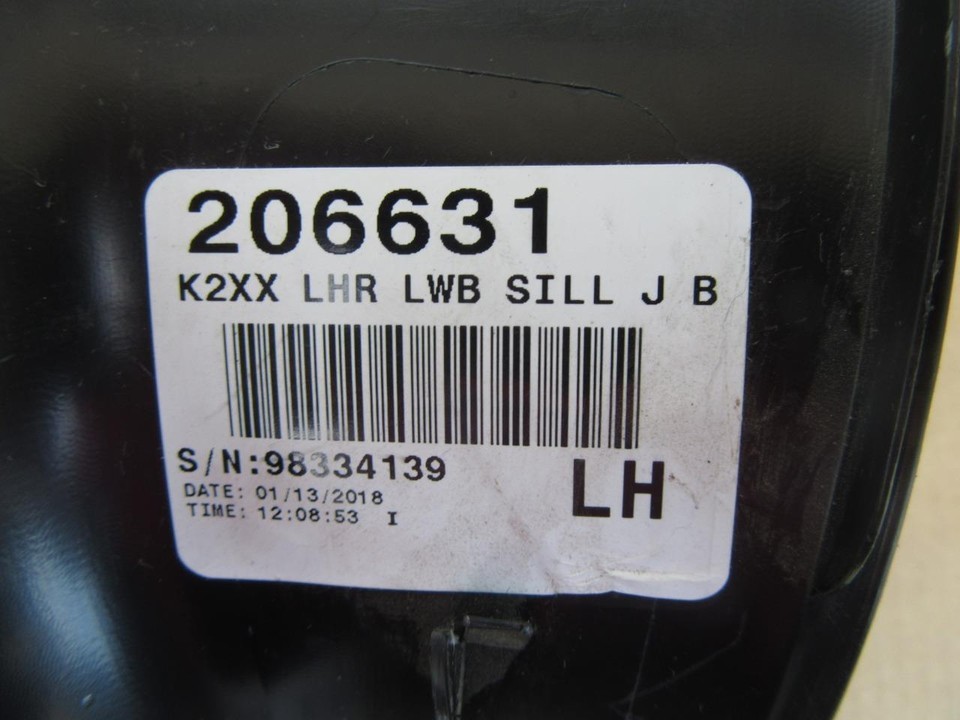 206631
K2XX LHR LWB SILL J B
S/N:98334139
DATE: 01/13/2018
TIME: 12:08:53 I
LH